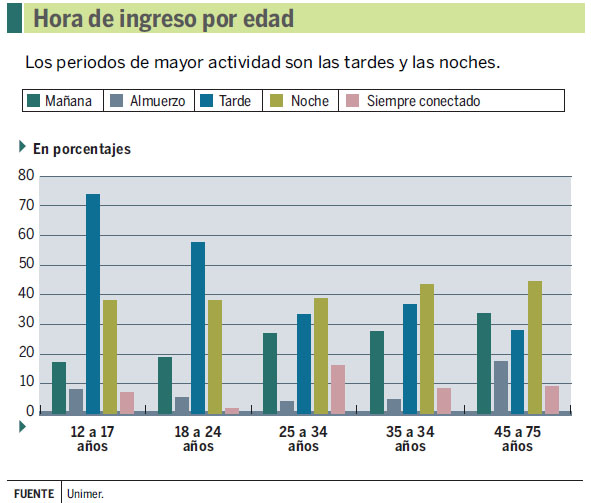 Hora de ingreso por edad
Los periodos de mayor actividad son las tardes y las noches.
Mañana Almuerzo Tarde Noche Siempre conectado
En porcentajes
80
70
60
50
40
30
20
10
0
12 a 17 18 a 24 25 a 34 35 a 34 45 a 75
años años años años años
FUENTE Unimer.